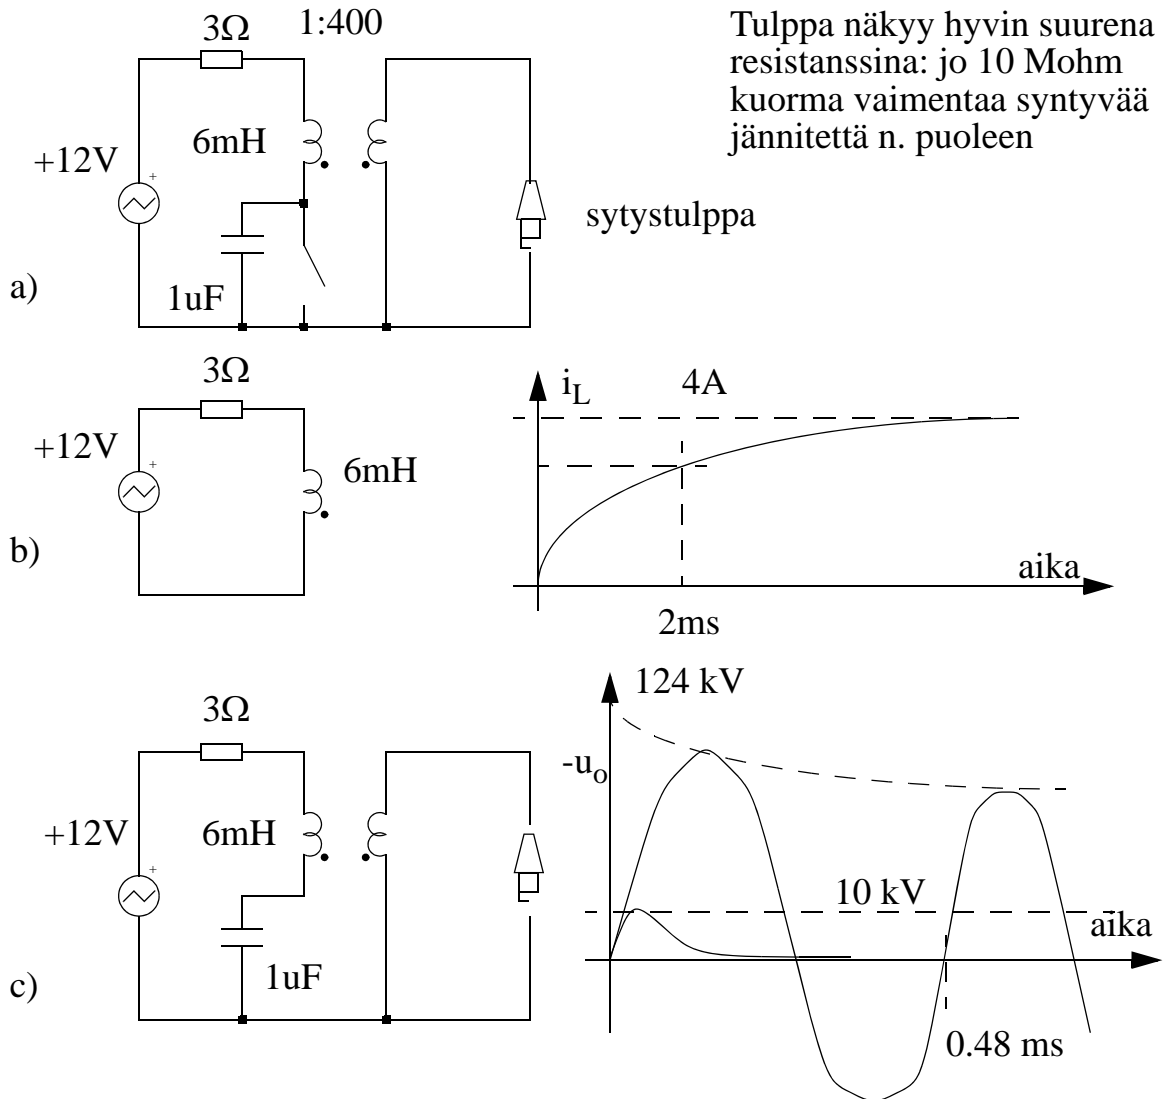 3Ω
1:400
Tulppa näkyy hyvin suurena
resistanssina: jo 10 Mohm
kuorma vaimentaa syntyvää
jännitettä n. puoleen
6mH
+12V
+
sytystulppa
a)
1uF
3Ω
+12V
+
6mH
b)
i_L
4A
aika
2ms
3Ω
+12V
+
6mH
1uF
c)
124 kV
-u_o
10 kV
aika
0.48 ms